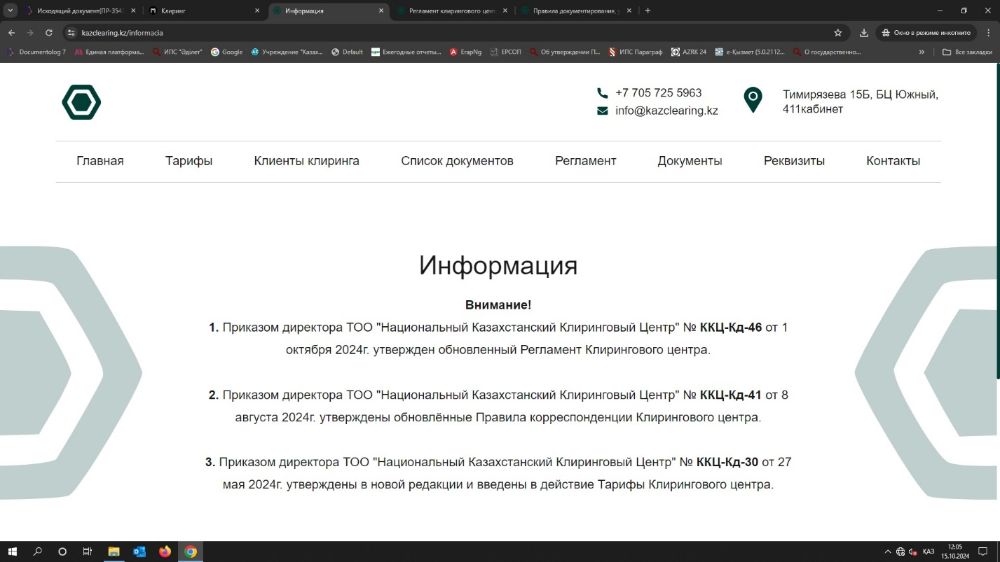 Исходящий документ(ПР-354
Клиринг
Информация
Регламент клирингового цент
Правила документирования, у
kazclearing.kz/informacia
Окно в режиме инкогнито
Documentolog 7
Единая платформа...
ИПС "Әділет"
Google
Учреждение "Казах...
Default
Ежегодные отчеты...
ErapNg
ЕРСОП
Об утверждении П...
ИПС Параграф
AZRK 24
е-Қызмет (5.0.2112...
О государственно...
Все закладки
+7 705 725 5963
info@kazclearing.kz
Тимирязева 15Б, БЦ Южный,
411кабинет
Главная Тарифы Клиенты клиринга Список документов Регламент Документы Реквизиты Контакты
Информация
Внимание!
1. Приказом директора ТОО "Национальный Казахстанский Клиринговый Центр" № ККЦ-Кд-46 от 1
октября 2024г. утвержден обновленный Регламент Клирингового центра.
2. Приказом директора ТОО "Национальный Казахстанский Клиринговый Центр" № ККЦ-Кд-41 от 8
августа 2024г. утверждены обновлённые Правила корреспонденции Клирингового центра.
3. Приказом директора ТОО "Национальный Казахстанский Клиринговый Центр" № ККЦ-Кд-30 от 27
мая 2024г. утверждены в новой редакции и введены в действие Тарифы Клирингового центра.
ҚАЗ
12:05
15.10.2024